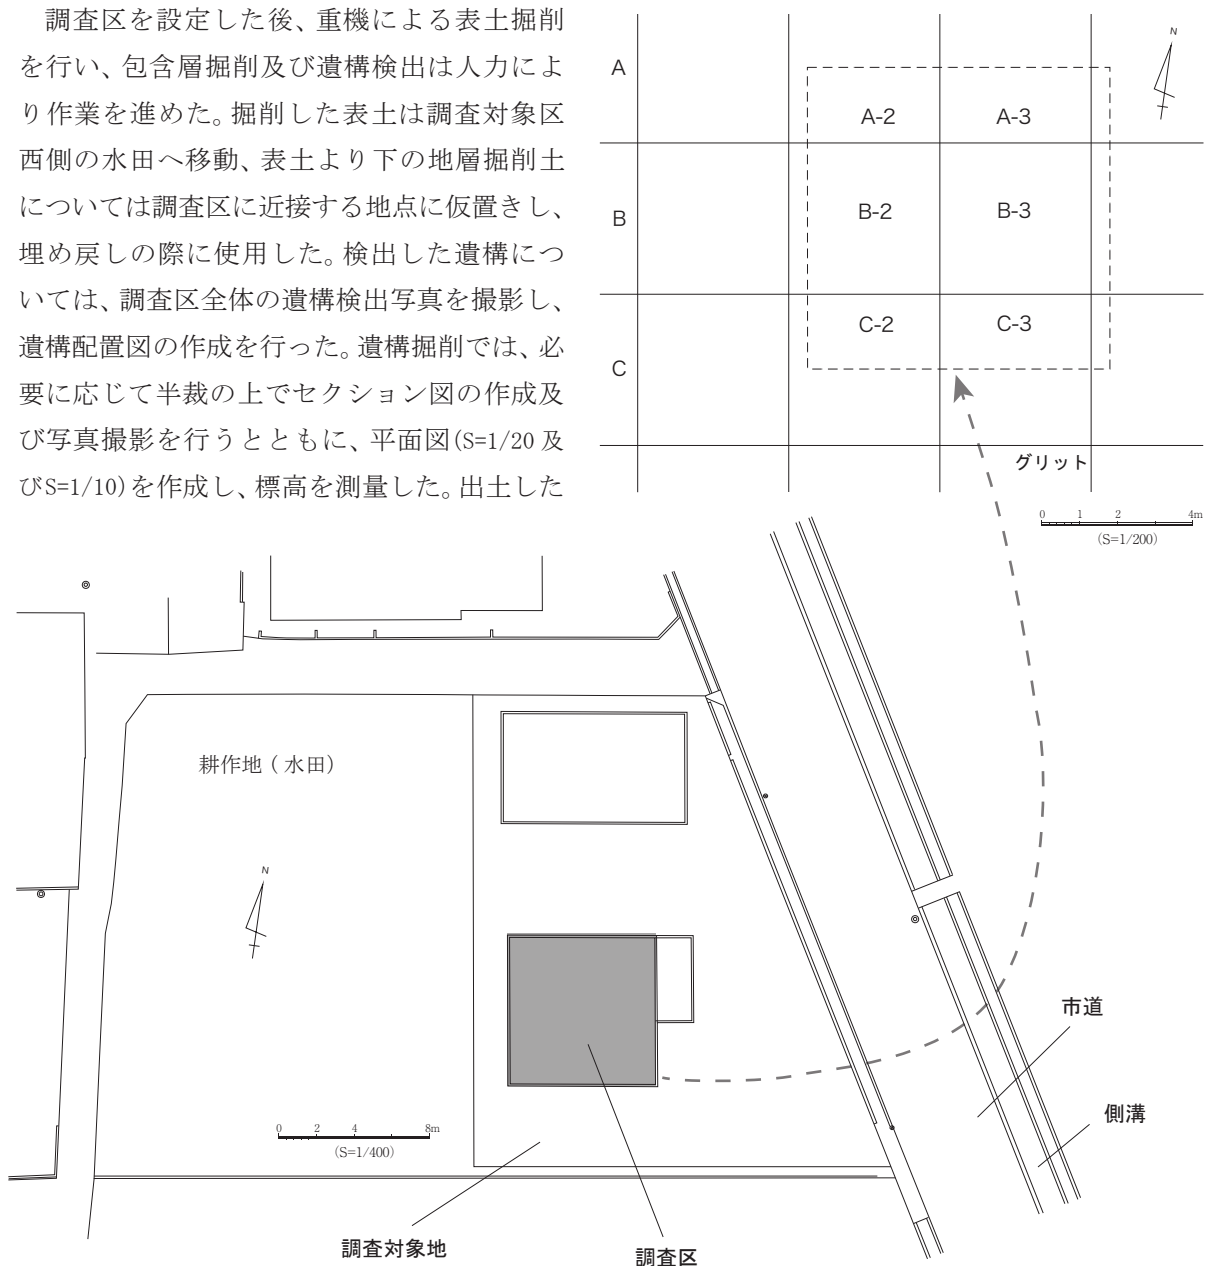 調査区を設定した後、重機による表土掘削
を行い、包含層掘削及び遺構検出は人力によ
り作業を進めた。掘削した表土は調査対象区
西側の水田へ移動、表土より下の地層掘削土
については調査区に近接する地点に仮置きし、
埋め戻しの際に使用した。検出した遺構につ
いては、調査区全体の遺構検出写真を撮影し、
遺構配置図の作成を行った。遺構掘削では、必
要に応じて半裁の上でセクション図の作成及
び写真撮影を行うとともに、平面図(S=1/20 及
びS=1/10)を作成し、標高を測量した。出土した
N
A
A-2 A-3
B
B-2 B-3
C-2 C-3
C
グリット
0 1 2 4m
(S=1/200)
耕作地 ( 水田)
N
市道
側溝
0 2 4 8m
(S=1/400)
調査対象地
調査区